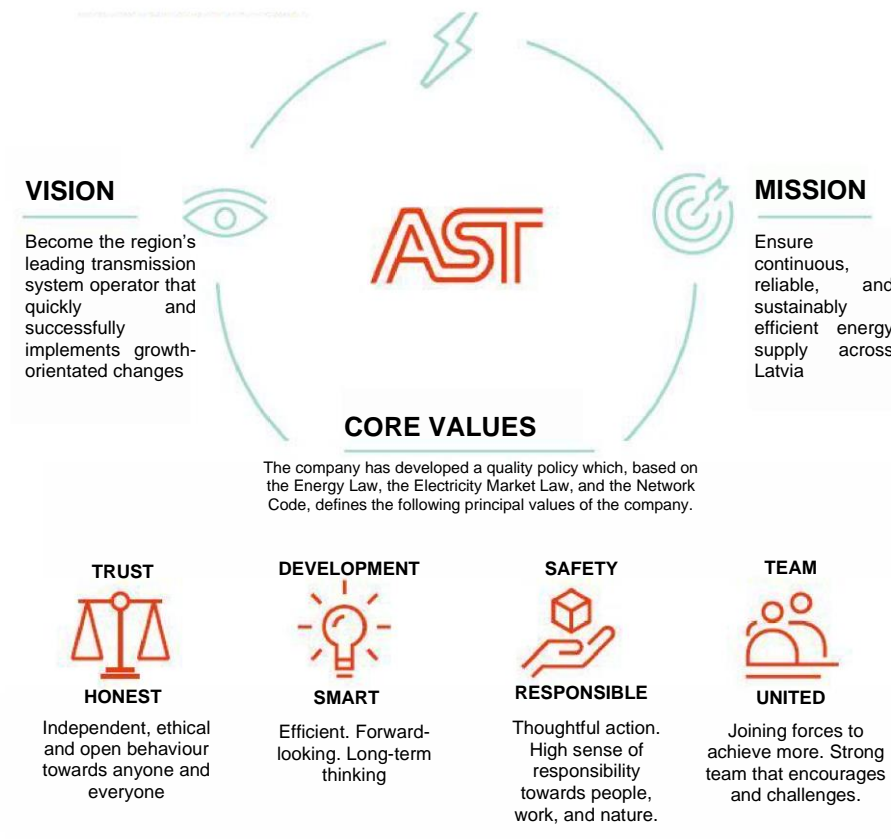 VISION
Become the region's
leading transmission
system operator that
quickly and
successfully
implements growth-
orientated changes
AST
MISSION
Ensure
continuous,
reliable, and
sustainably
efficient energy
supply across
Latvia
CORE VALUES
The company has developed a quality policy which, based on
the Energy Law, the Electricity Market Law, and the Network
Code, defines the following principal values of the company.
TRUST
HONEST
Independent, ethical
and open behaviour
towards anyone and
everyone
DEVELOPMENT
SMART
Efficient. Forward-
looking. Long-term
thinking
SAFETY
RESPONSIBLE
Thoughtful action.
High sense of
responsibility
towards people,
work, and nature.
TEAM
UNITED
Joining forces to
achieve more. Strong
team that encourages
and challenges.